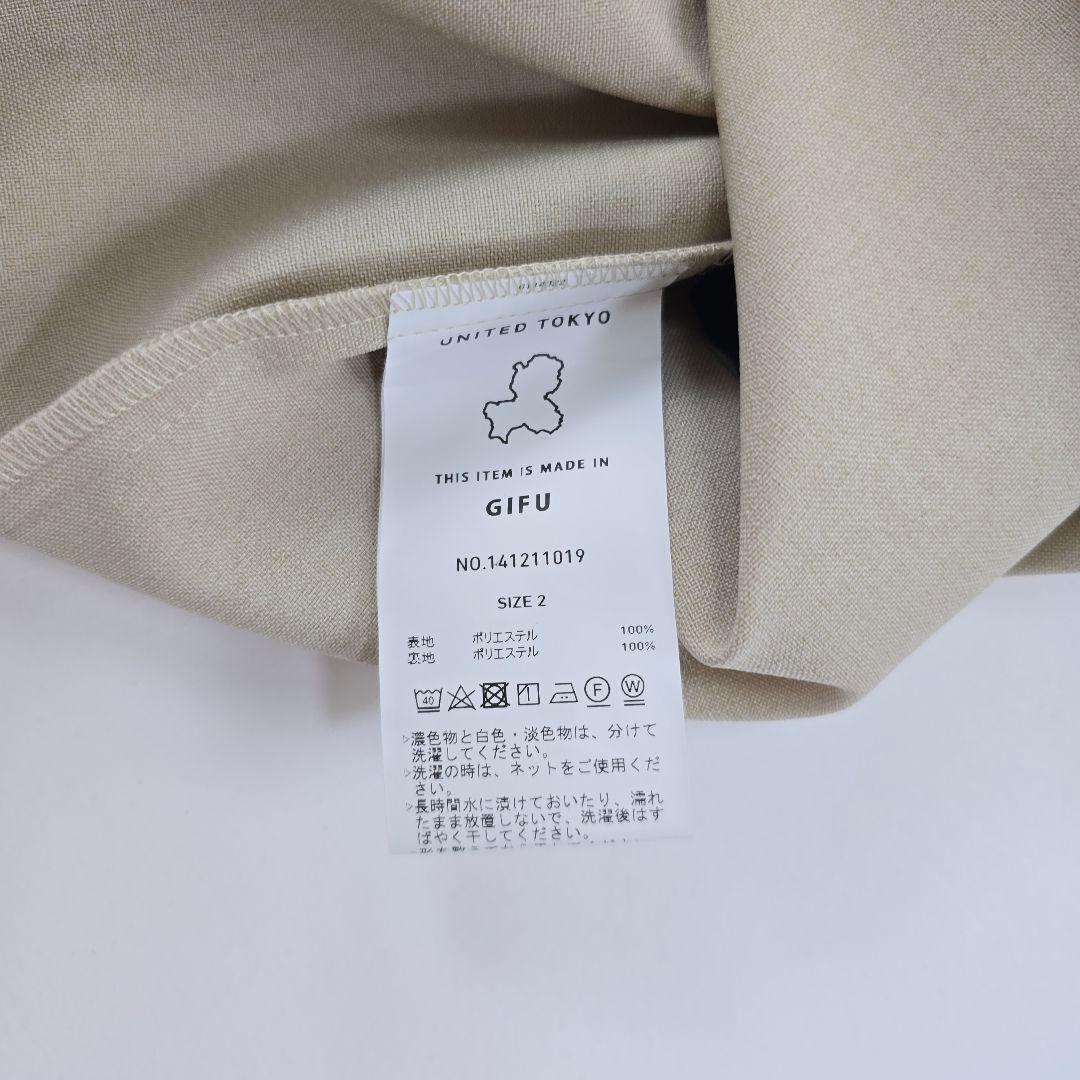 UNITED TOKYO
THIS ITEM IS MADE IN
GIFU
NO.141211019
SIZE 2
表地 ポリエステル 100%
裏地 ポリエステル 100%
40 F W
▷濃色物と白色・淡色物は、分けて
洗濯してください。
▷洗濯の時は、ネットをご使用くだ
さい。
▷長時間水に漬けておいたり、濡れ
たまま放置しないで、洗濯後はす
ばやく干してください。